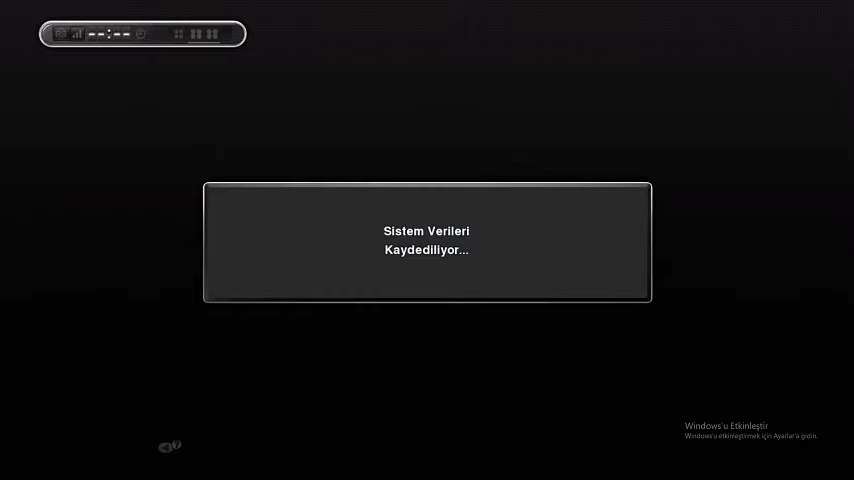 --:--
Sistem Verileri
Kaydediliyor...
Windows'u Etkinleştir
Windows'u etkinleştirmek için Ayarlar'a gidin.